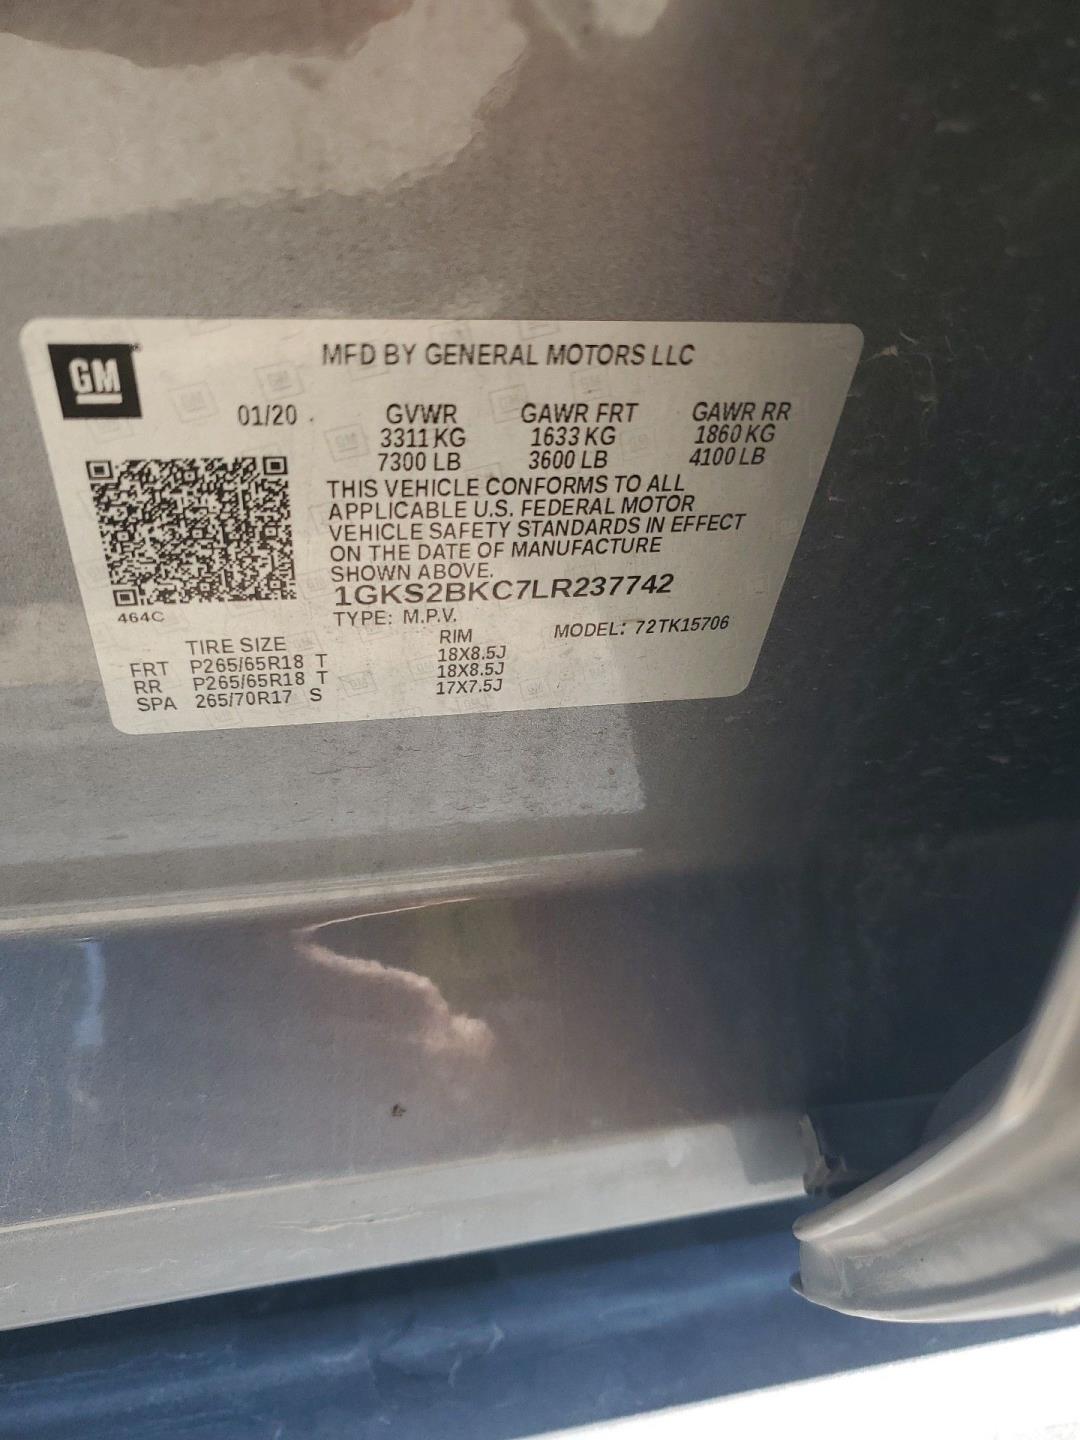 GM
MFD BY GENERAL MOTORS LLC
01/20 GVWR GAWR FRT GAWR RR
3311 KG 1633 KG 1860 KG
7300 LB 3600 LB 4100 LB
THIS VEHICLE CONFORMS TO ALL
APPLICABLE U.S. FEDERAL MOTOR
VEHICLE SAFETY STANDARDS IN EFFECT
ON THE DATE OF MANUFACTURE
SHOWN ABOVE.
1GKS2BKC7LR237742
464C
TYPE: M.P.V. MODEL: 72TK15706
TIRE SIZE RIM
FRT P265/65R18 T 18X8.5J
RR P265/65R18 T 18X8.5J
SPA 265/70R17 S 17X7.5J